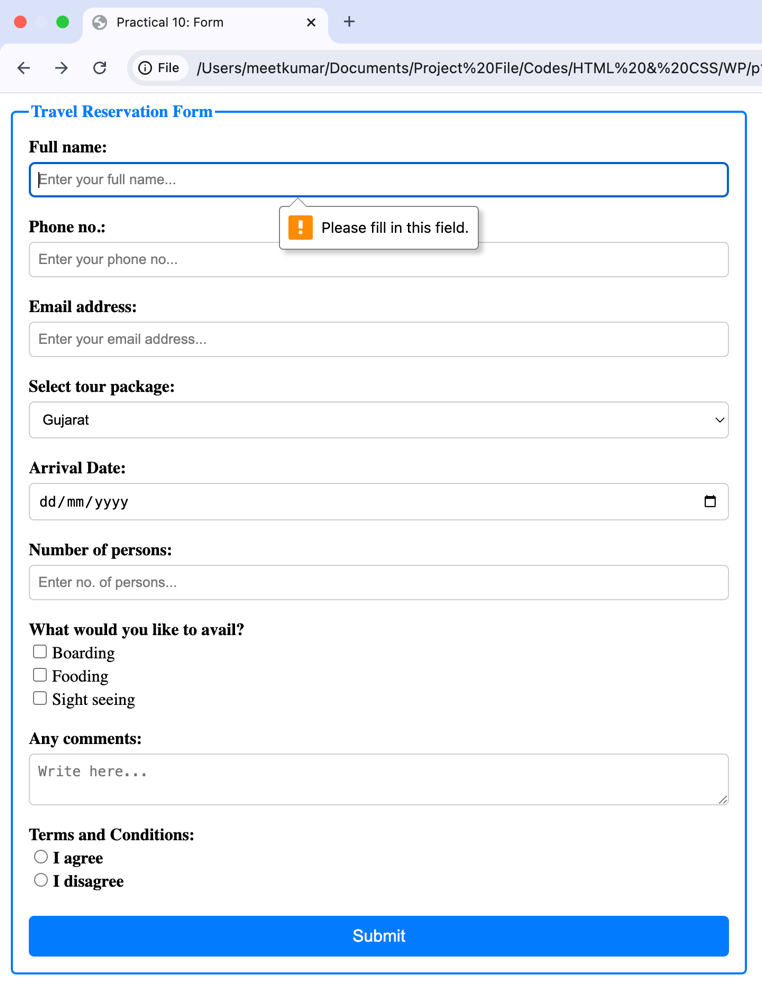 Practical 10: Form
File
/Users/meetkumar/Documents/Project%20File/Codes/HTML%20&%20CSS/WP/p
Travel Reservation Form
Full name:
Enter your full name...
Please fill in this field.
Phone no.:
Enter your phone no...
Email address:
Enter your email address...
Select tour package:
Gujarat
Arrival Date:
dd/mm/yyyy
Number of persons:
Enter no. of persons...
What would you like to avail?
Boarding
Fooding
Sight seeing
Any comments:
Write here...
Terms and Conditions:
I agree
I disagree
Submit